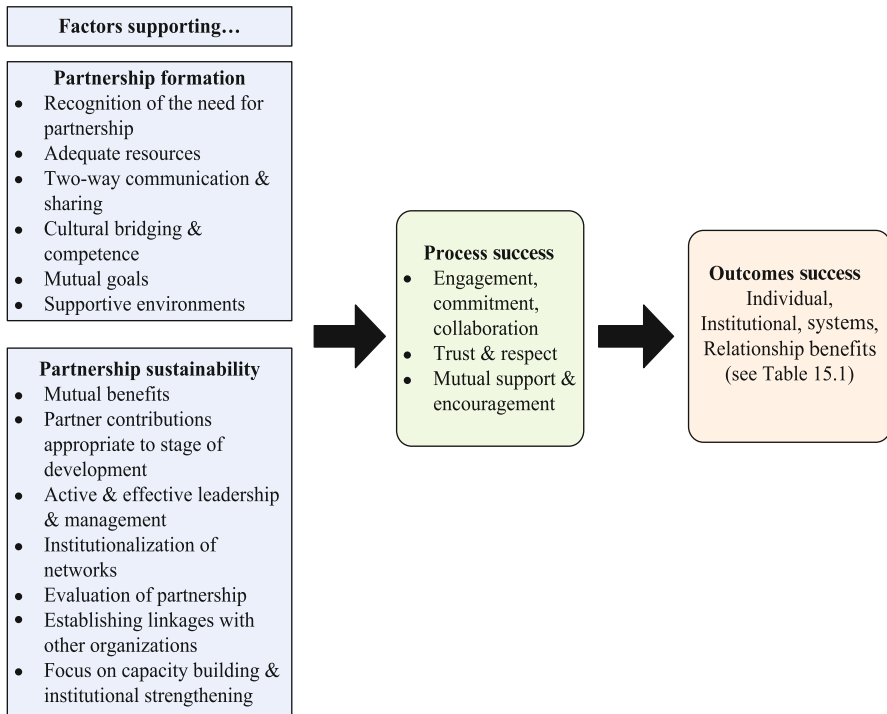 Factors supporting…
Partnership formation
• Recognition of the need for
partnership
• Adequate resources
• Two-way communication &
sharing
• Cultural bridging &
competence
• Mutual goals
• Supportive environments
Partnership sustainability
• Mutual benefits
• Partner contributions
appropriate to stage of
development
• Active & effective leadership
& management
• Institutionalization of
networks
• Evaluation of partnership
• Establishing linkages with
other organizations
• Focus on capacity building &
institutional strengthening
Process success
• Engagement,
commitment,
collaboration
• Trust & respect
• Mutual support &
encouragement
Outcomes success
Individual,
Institutional, systems,
Relationship benefits
(see Table 15.1)